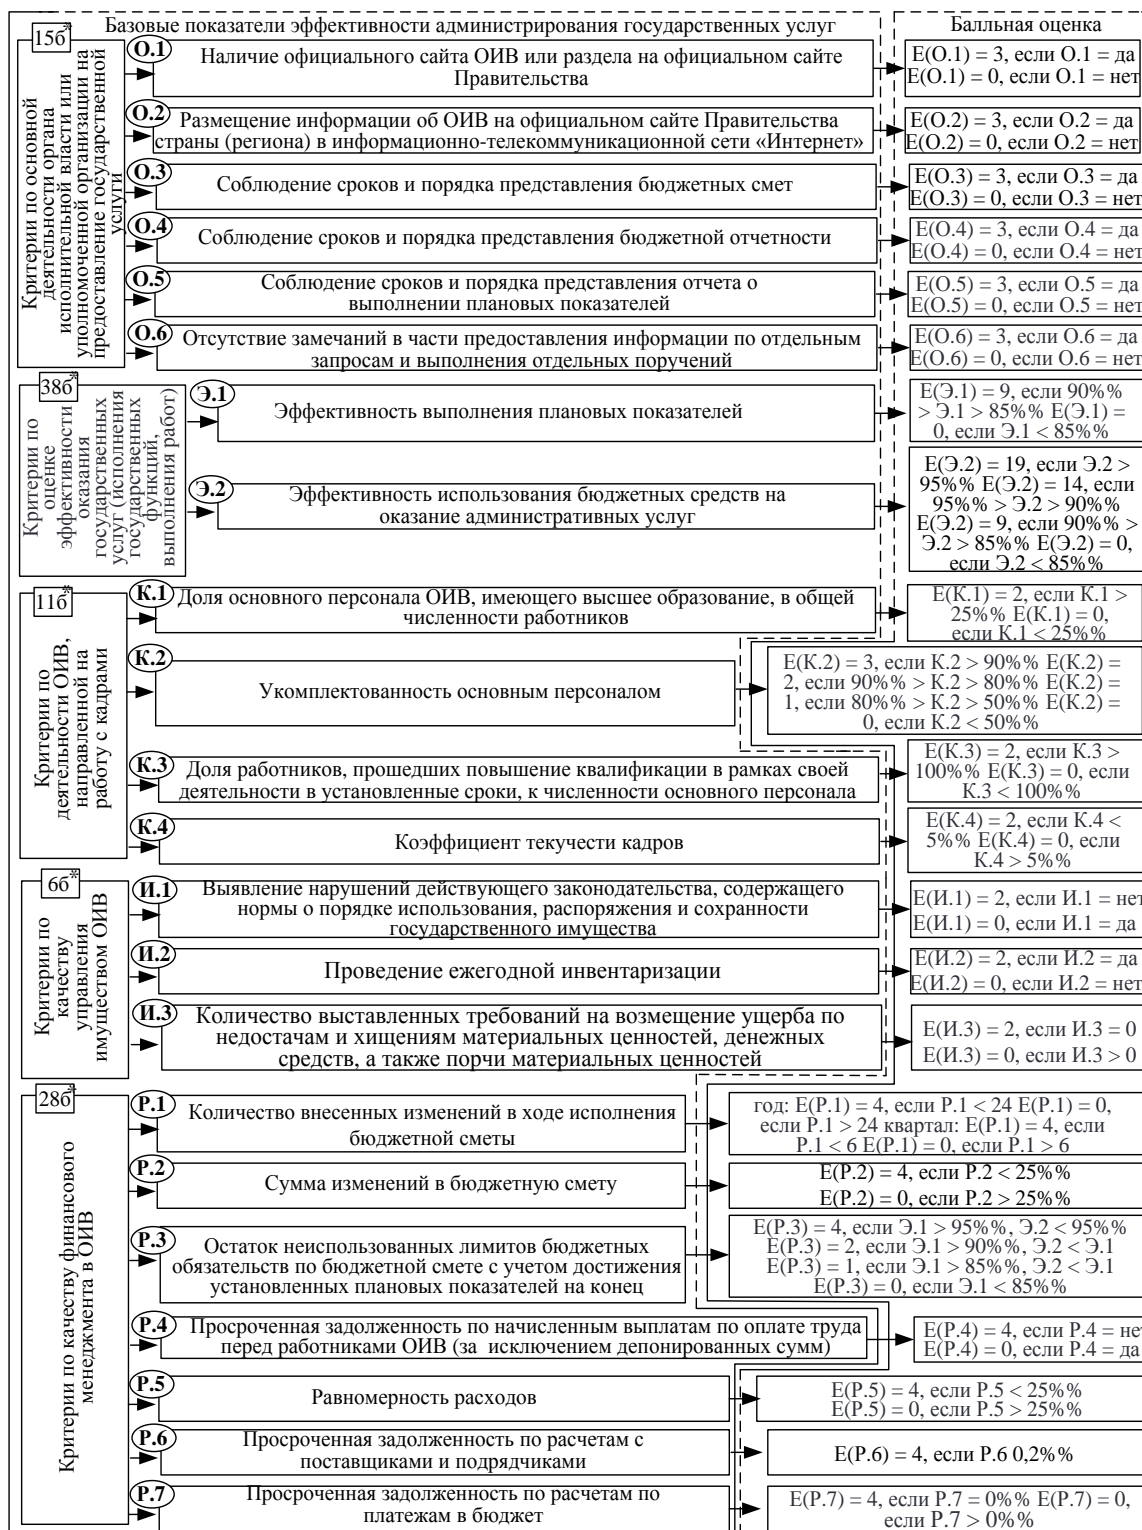 Базовые показатели эффективности администрирования государственных услуг
Балльная оценка
15б*
Критерии по основной
деятельности органа
исполнительной власти или
уполномоченной организации на
предоставление государственной
услуги
О.1
Наличие официального сайта ОИВ или раздела на официальном сайте
Правительства
E(О.1) = 3, если О.1 = да
E(О.1) = 0, если О.1 = нет
О.2
Размещение информации об ОИВ на официальном сайте Правительства
страны (региона) в информационно-телекоммуникационной сети «Интернет»
E(О.2) = 3, если О.2 = да
E(О.2) = 0, если О.2 = нет
О.3
Соблюдение сроков и порядка представления бюджетных смет
E(О.3) = 3, если О.3 = да
E(О.3) = 0, если О.3 = нет
О.4
Соблюдение сроков и порядка представления бюджетной отчетности
E(О.4) = 3, если О.4 = да
E(О.4) = 0, если О.4 = нет
О.5
Соблюдение сроков и порядка представления отчета о
выполнении плановых показателей
E(О.5) = 3, если О.5 = да
E(О.5) = 0, если О.5 = нет
О.6
Отсутствие замечаний в части предоставления информации по отдельным
запросам и выполнения отдельных поручений
E(О.6) = 3, если О.6 = да
E(О.6) = 0, если О.6 = нет
38б*
Критерии по
оценке
эффективности
оказания
государственных
услуг (исполнения
государственных
функций,
выполнения работ)
Э.1
Эффективность выполнения плановых показателей
E(Э.1) = 9, если 90%%
> Э.1 > 85%% E(Э.1) =
0, если Э.1 < 85%%
Э.2
Эффективность использования бюджетных средств на
оказание административных услуг
E(Э.2) = 19, если Э.2 >
95%% E(Э.2) = 14, если
95%% > Э.2 > 90%%
E(Э.2) = 9, если 90%% >
Э.2 > 85%% E(Э.2) = 0,
если Э.2 < 85%%
11б*
Критерии по
деятельности ОИВ,
направленной на
работу с кадрами
К.1
Доля основного персонала ОИВ, имеющего высшее образование, в общей
численности работников
E(К.1) = 2, если К.1 >
25%% E(К.1) = 0,
если К.1 < 25%%
К.2
Укомплектованность основным персоналом
E(К.2) = 3, если К.2 > 90%% E(К.2) =
2, если 90%% > К.2 > 80%% E(К.2) =
1, если 80%% > К.2 > 50%% E(К.2) =
0, если К.2 < 50%%
К.3
Доля работников, прошедших повышение квалификации в рамках своей
деятельности в установленные сроки, к численности основного персонала
E(К.3) = 2, если К.3 >
100%% E(К.3) = 0, если
К.3 < 100%%
К.4
Коэффициент текучести кадров
E(К.4) = 2, если К.4 <
5%% E(К.4) = 0, если
К.4 > 5%%
6б*
Критерии по
качеству
управления
имуществом ОИВ
И.1
Выявление нарушений действующего законодательства, содержащего
нормы о порядке использования, распоряжения и сохранности
государственного имущества
E(И.1) = 2, если И.1 = нет
E(И.1) = 0, если И.1 = да
И.2
Проведение ежегодной инвентаризации
E(И.2) = 2, если И.2 = да
E(И.2) = 0, если И.2 = нет
И.3
Количество выставленных требований на возмещение ущерба по
недостачам и хищениям материальных ценностей, денежных
средств, а также порчи материальных ценностей
E(И.3) = 2, если И.3 = 0
E(И.3) = 0, если И.3 > 0
28б*
Критерии по качеству финансового
менеджмента в ОИВ
Р.1
Количество внесенных изменений в ходе исполнения
бюджетной сметы
год: E(Р.1) = 4, если Р.1 < 24 E(Р.1) = 0,
если Р.1 > 24 квартал: E(Р.1) = 4, если
Р.1 < 6 E(Р.1) = 0, если Р.1 > 6
Р.2
Сумма изменений в бюджетную смету
E(Р.2) = 4, если Р.2 < 25%%
E(Р.2) = 0, если Р.2 > 25%%
Р.3
Остаток неиспользованных лимитов бюджетных
обязательств по бюджетной смете с учетом достижения
установленных плановых показателей на конец
E(Р.3) = 4, если Э.1 > 95%%, Э.2 < 95%%
E(Р.3) = 2, если Э.1 > 90%%, Э.2 < Э.1
E(Р.3) = 1, если Э.1 > 85%%, Э.2 < Э.1
E(Р.3) = 0, если Э.1 < 85%%
Р.4
Просроченная задолженность по начисленным выплатам по оплате труда
перед работниками ОИВ (за исключением депонированных сумм)
E(Р.4) = 4, если Р.4 = нет
E(Р.4) = 0, если Р.4 = да
Р.5
Равномерность расходов
E(Р.5) = 4, если Р.5 < 25%%
E(Р.5) = 0, если Р.5 > 25%%
Р.6
Просроченная задолженность по расчетам с
поставщиками и подрядчиками
E(Р.6) = 4, если Р.6 0,2%%
Р.7
Просроченная задолженность по расчетам по
платежам в бюджет
E(Р.7) = 4, если Р.7 = 0%% E(Р.7) = 0,
если Р.7 > 0%%